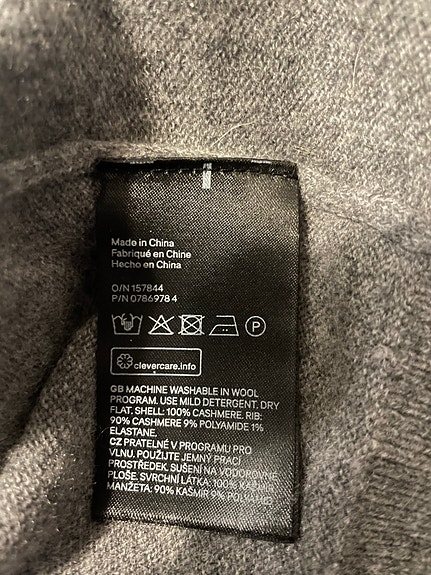 Made in China
Fabriqué en Chine
Hecho en China
O/N 157844
P/N 0786978 4
P
clevercare.info
GB MACHINE WASHABLE IN WOOL
PROGRAM. USE MILD DETERGENT. DRY
FLAT. SHELL: 100% CASHMERE. RIB:
90% CASHMERE 9% POLYAMIDE 1%
ELASTANE.
CZ PRATELNÉ V PROGRAMU PRO
VLNU. POUŽIJTE JEMNÝ PRACÍ
PROSTŘEDEK. SUŠENÍ NA VODOROVNÉ
PLOŠE. SVRCHNÍ LÁTKA: 100% KAŠMÍR.
MANŽETA: 90% KAŠMÍR 9% POLYAMID